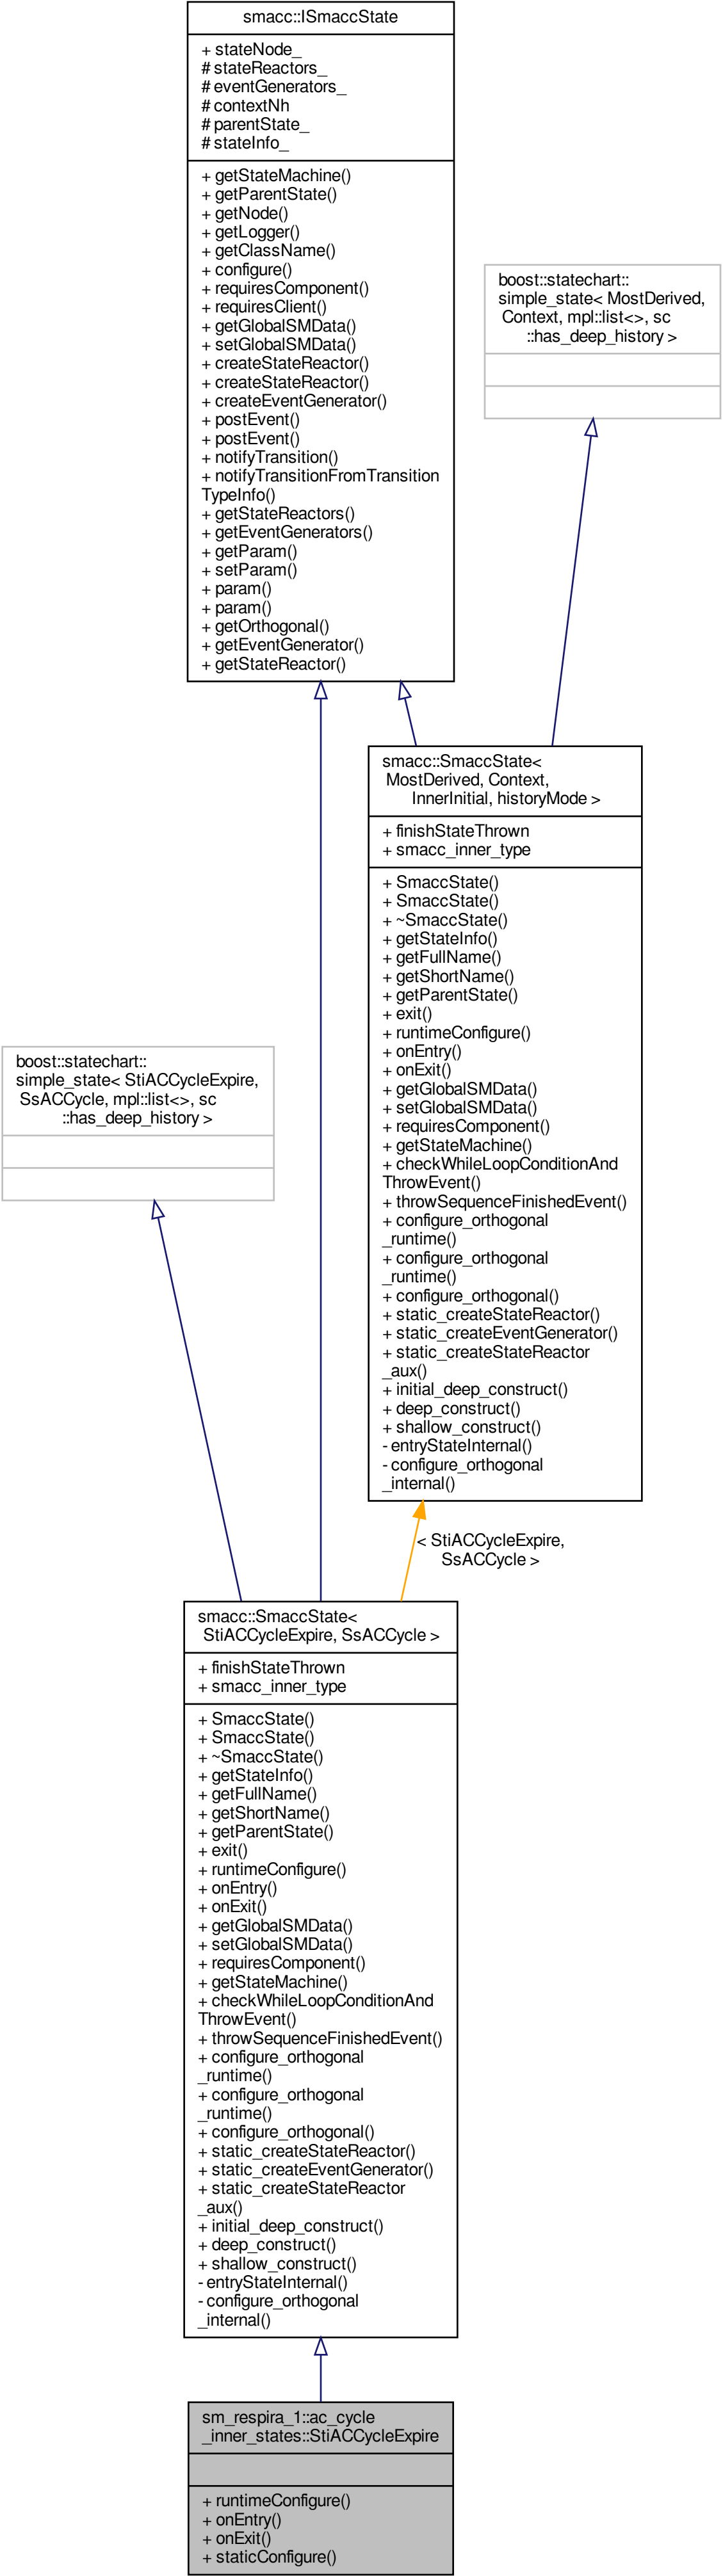 smacc::ISmaccState
+ stateNode_
# stateReactors_
# eventGenerators_
# contextNh
# parentState_
# stateInfo_
+ getStateMachine()
+ getParentState()
+ getNode()
+ getLogger()
+ getClassName()
+ configure()
+ requiresComponent()
+ requiresClient()
+ getGlobalSMData()
+ setGlobalSMData()
+ createStateReactor()
+ createStateReactor()
+ createEventGenerator()
+ postEvent()
+ postEvent()
+ notifyTransition()
+ notifyTransitionFromTransition
TypeInfo()
+ getStateReactors()
+ getEventGenerators()
+ getParam()
+ setParam()
+ param()
+ param()
+ getOrthogonal()
+ getEventGenerator()
+ getStateReactor()
boost::statechart::
simple_state< MostDerived,
Context, mpl::list<>, sc
::has_deep_history >
smacc::SmaccState<
MostDerived, Context,
InnerInitial, historyMode >
+ finishStateThrown
+ smacc_inner_type
+ SmaccState()
+ SmaccState()
+ ~SmaccState()
+ getStateInfo()
+ getFullName()
+ getShortName()
+ getParentState()
+ exit()
+ runtimeConfigure()
+ onEntry()
+ onExit()
+ getGlobalSMData()
+ setGlobalSMData()
+ requiresComponent()
+ getStateMachine()
+ checkWhileLoopConditionAnd
ThrowEvent()
+ throwSequenceFinishedEvent()
+ configure_orthogonal
_runtime()
+ configure_orthogonal
_runtime()
+ configure_orthogonal()
+ static_createStateReactor()
+ static_createEventGenerator()
+ static_createStateReactor
_aux()
+ initial_deep_construct()
+ deep_construct()
+ shallow_construct()
- entryStateInternal()
- configure_orthogonal
_internal()
boost::statechart::
simple_state< StiACCycleExpire,
SsACCycle, mpl::list<>, sc
::has_deep_history >
< StiACCycleExpire,
SsACCycle >
smacc::SmaccState<
StiACCycleExpire, SsACCycle >
+ finishStateThrown
+ smacc_inner_type
+ SmaccState()
+ SmaccState()
+ ~SmaccState()
+ getStateInfo()
+ getFullName()
+ getShortName()
+ getParentState()
+ exit()
+ runtimeConfigure()
+ onEntry()
+ onExit()
+ getGlobalSMData()
+ setGlobalSMData()
+ requiresComponent()
+ getStateMachine()
+ checkWhileLoopConditionAnd
ThrowEvent()
+ throwSequenceFinishedEvent()
+ configure_orthogonal
_runtime()
+ configure_orthogonal
_runtime()
+ configure_orthogonal()
+ static_createStateReactor()
+ static_createEventGenerator()
+ static_createStateReactor
_aux()
+ initial_deep_construct()
+ deep_construct()
+ shallow_construct()
- entryStateInternal()
- configure_orthogonal
_internal()
sm_respira_1::ac_cycle
_inner_states::StiACCycleExpire
+ runtimeConfigure()
+ onEntry()
+ onExit()
+ staticConfigure()